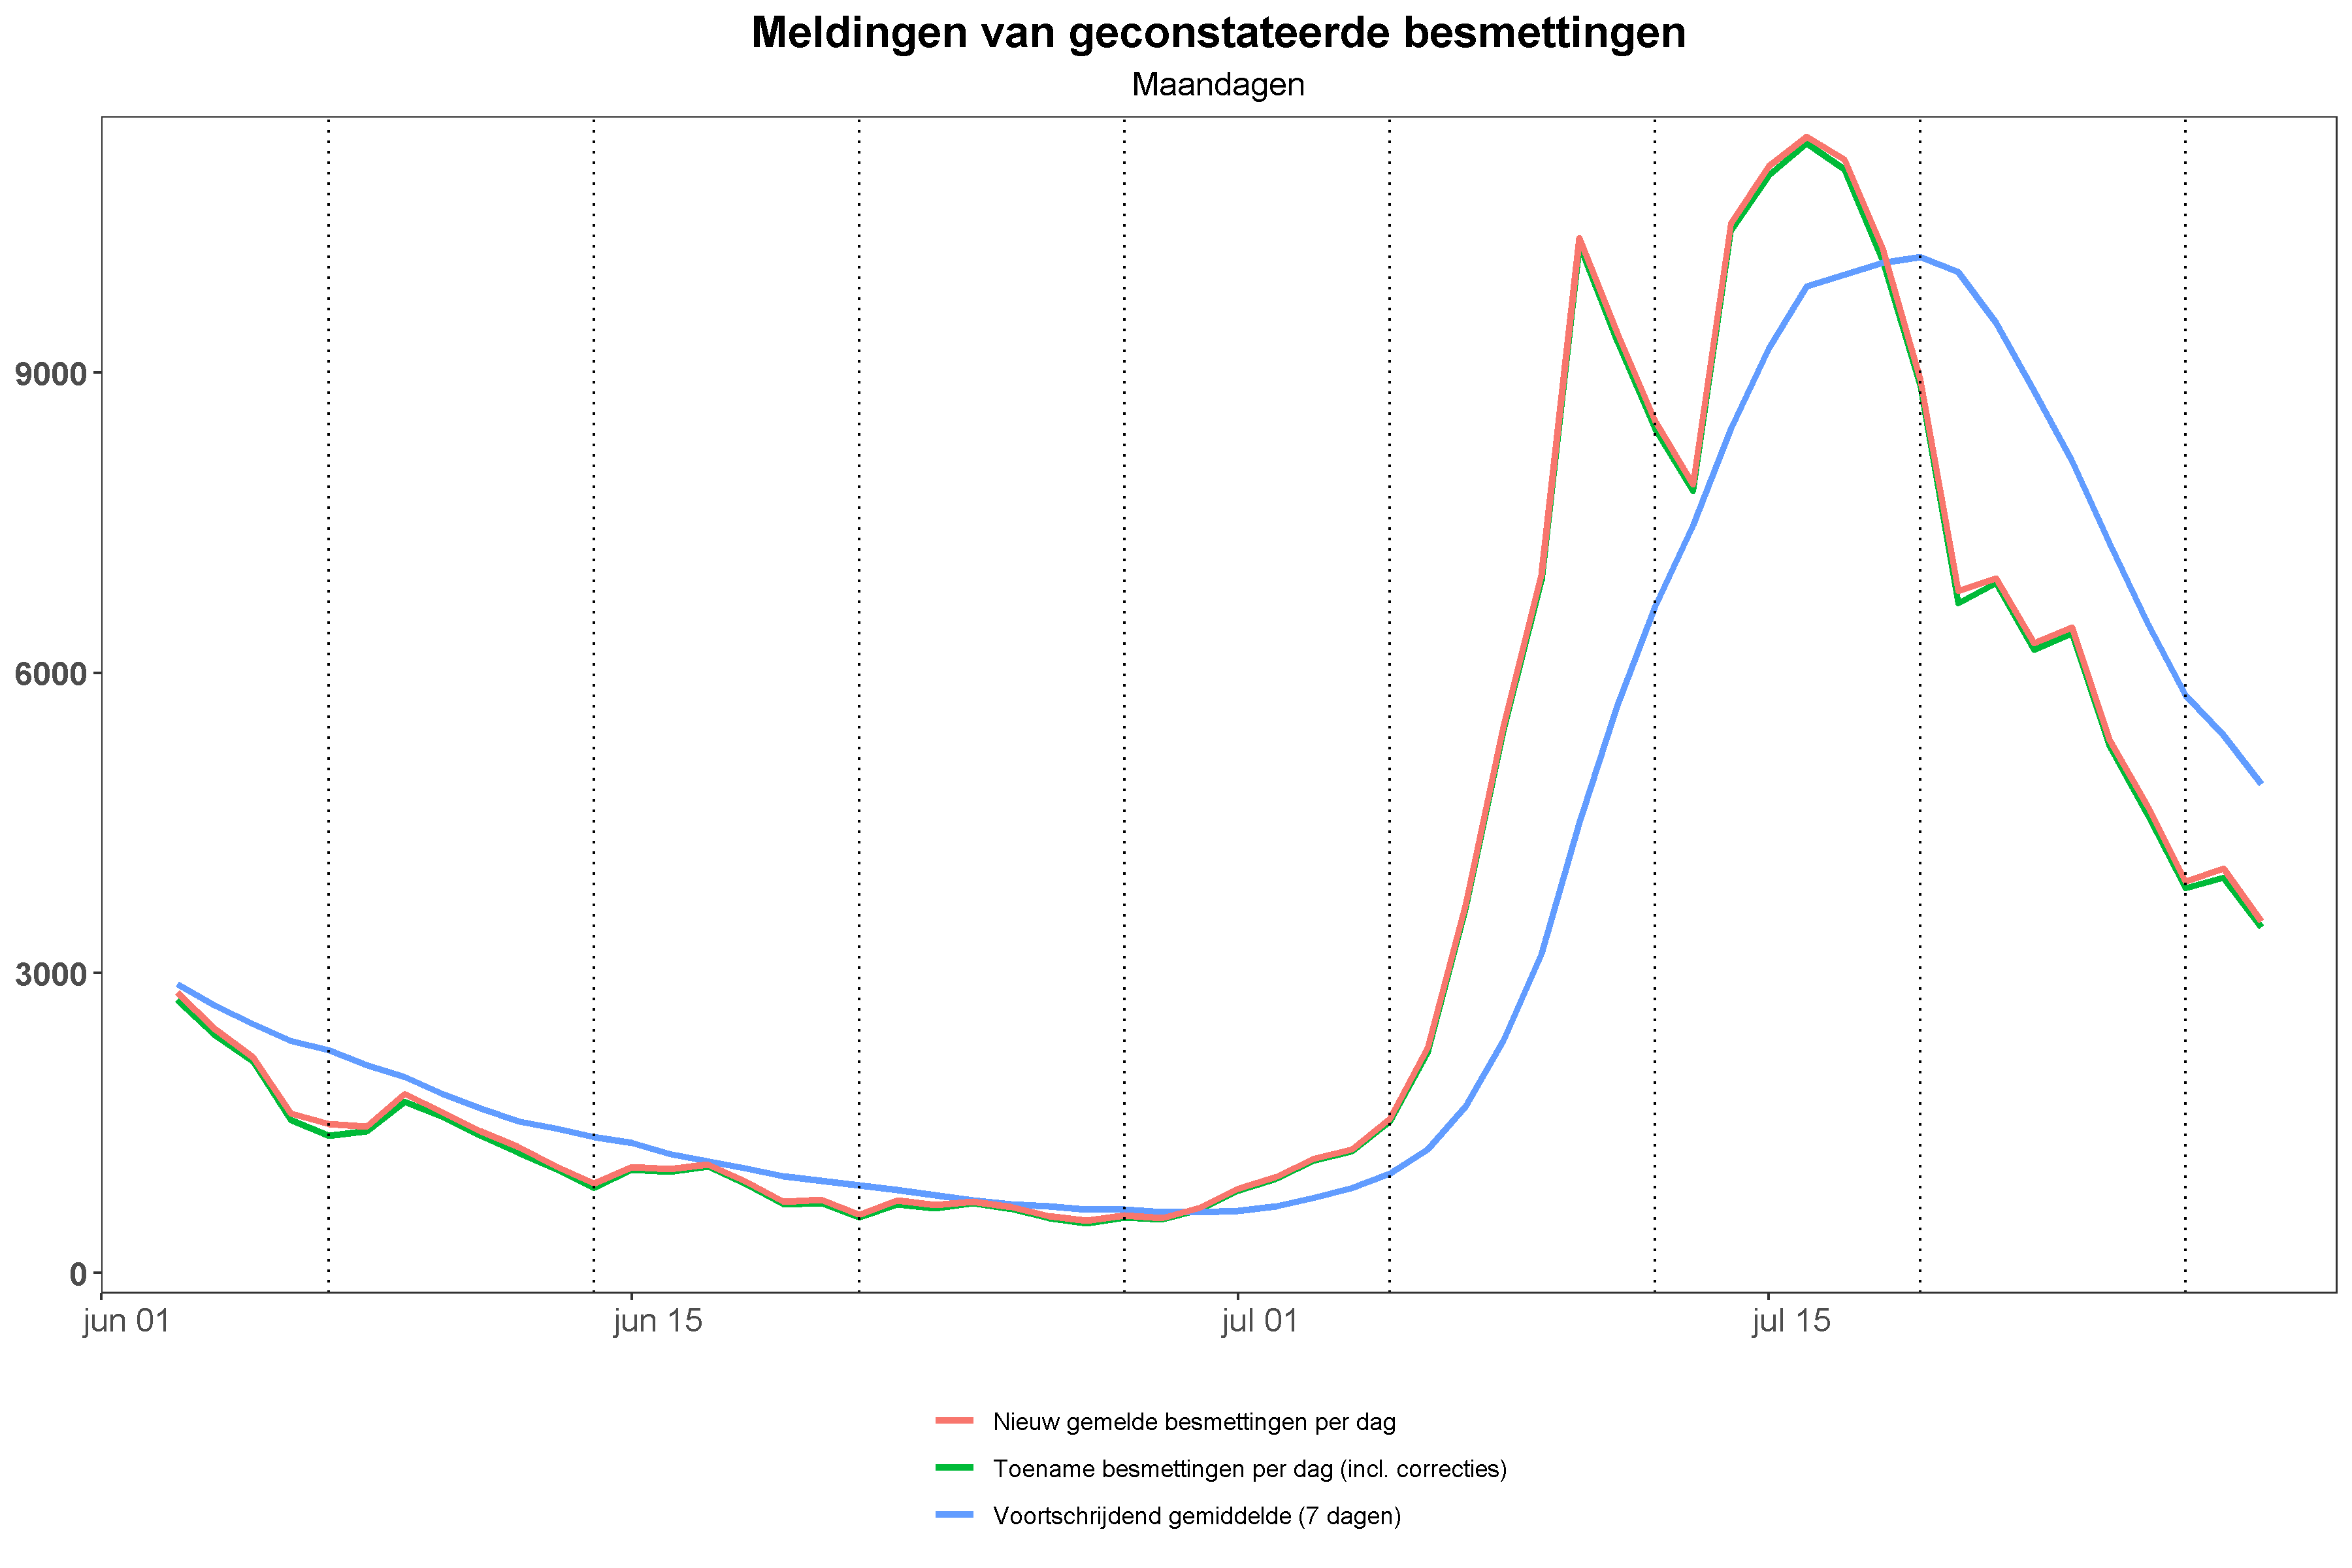 Meldingen van geconstateerde besmettingen
Maandagen
9000
6000
3000
0
jun 01
jun 15
jul 01
jul 15
Nieuw gemelde besmettingen per dag
Toename besmettingen per dag (incl. correcties)
Voortschrijdend gemiddelde (7 dagen)